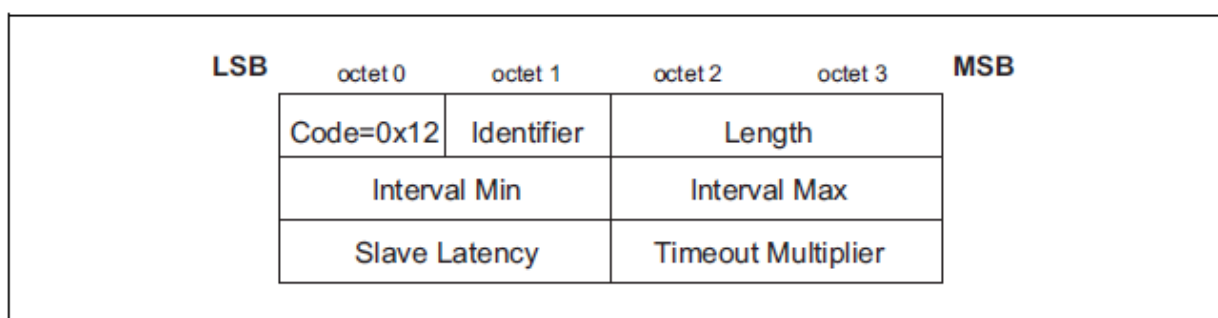 LSB octet 0 octet 1 octet 2 octet 3 MSB
Code=0x12 Identifier Length
Interval Min Interval Max
Slave Latency Timeout Multiplier